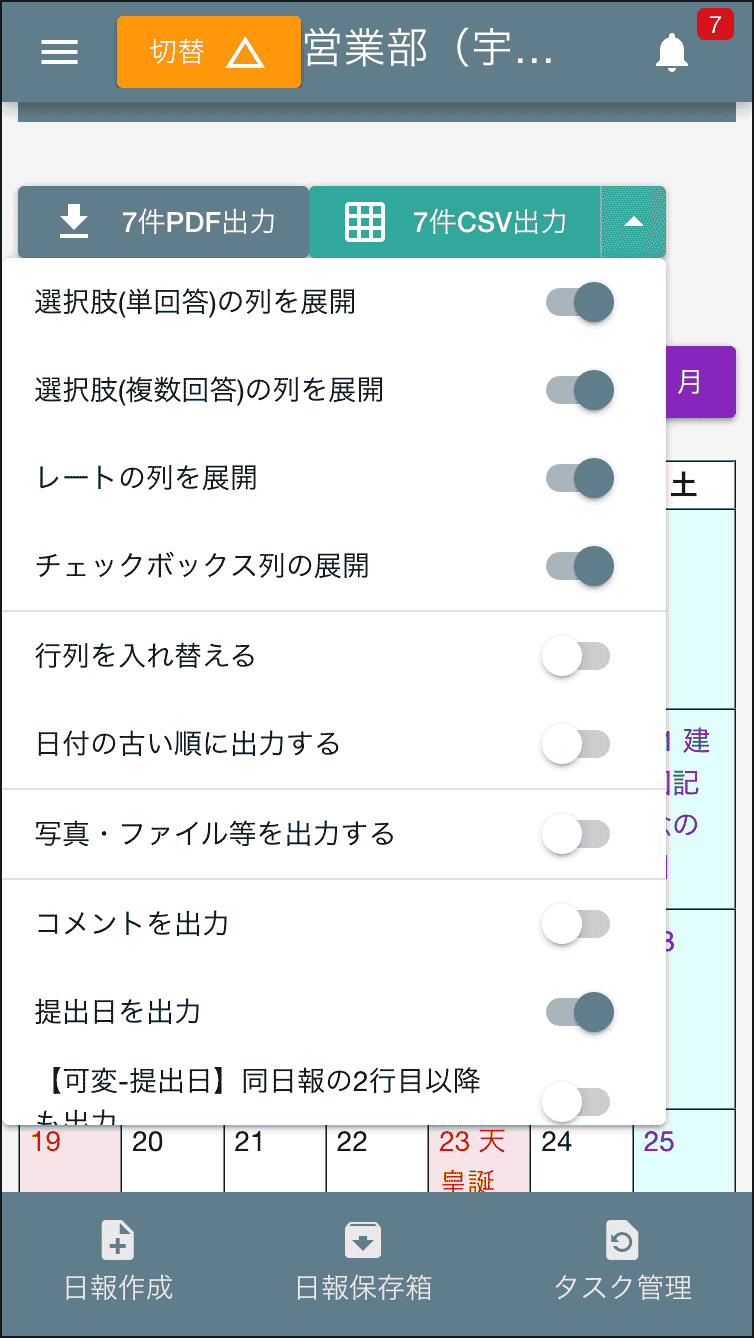 切替
営業部（宇…
7
7件PDF出力
7件CSV出力
選択肢(単回答)の列を展開
選択肢(複数回答)の列を展開
月
レートの列を展開
土
チェックボックス列の展開
行列を入れ替える
日付の古い順に出力する
建
記
の
写真・ファイル等を出力する
コメントを出力
提出日を出力
【可変-提出日】同日報の2行目以降
も出力
19
20
21
22
23 天
皇誕
24
25
日報作成
日報保存箱
タスク管理